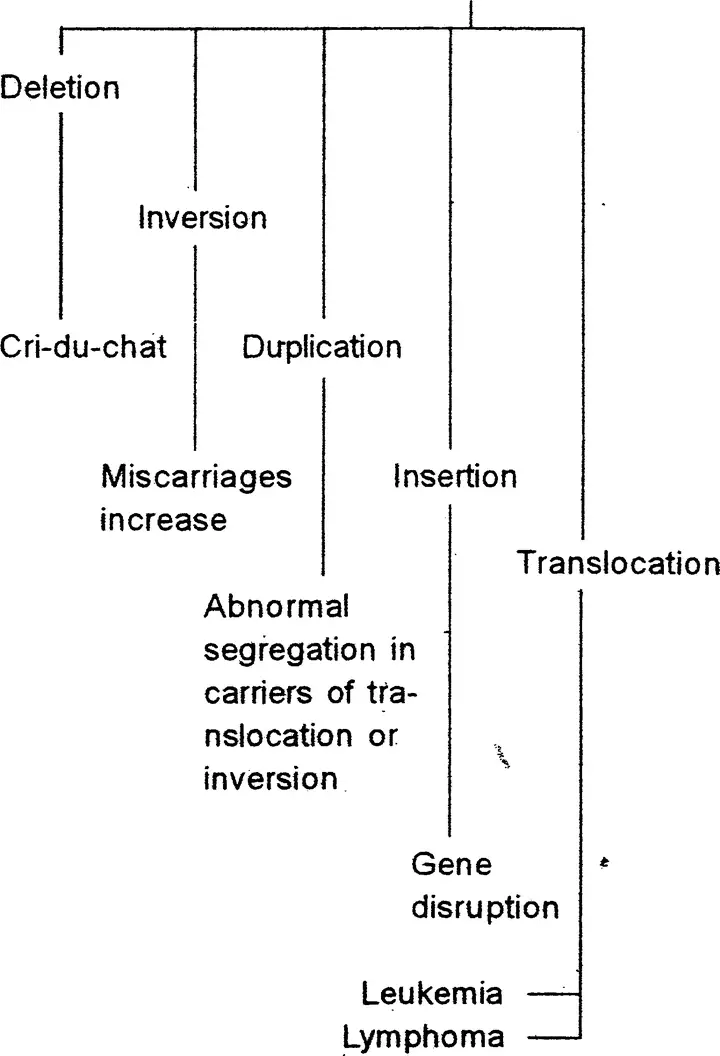 Deletion
Inversion
Cri-du-chat
Duplication
Miscarriages
increase
Insertion
Translocation
Abnormal
segregation in
carriers of tra-
nslocation or
inversion
Gene
disruption
Leukemia
Lymphoma